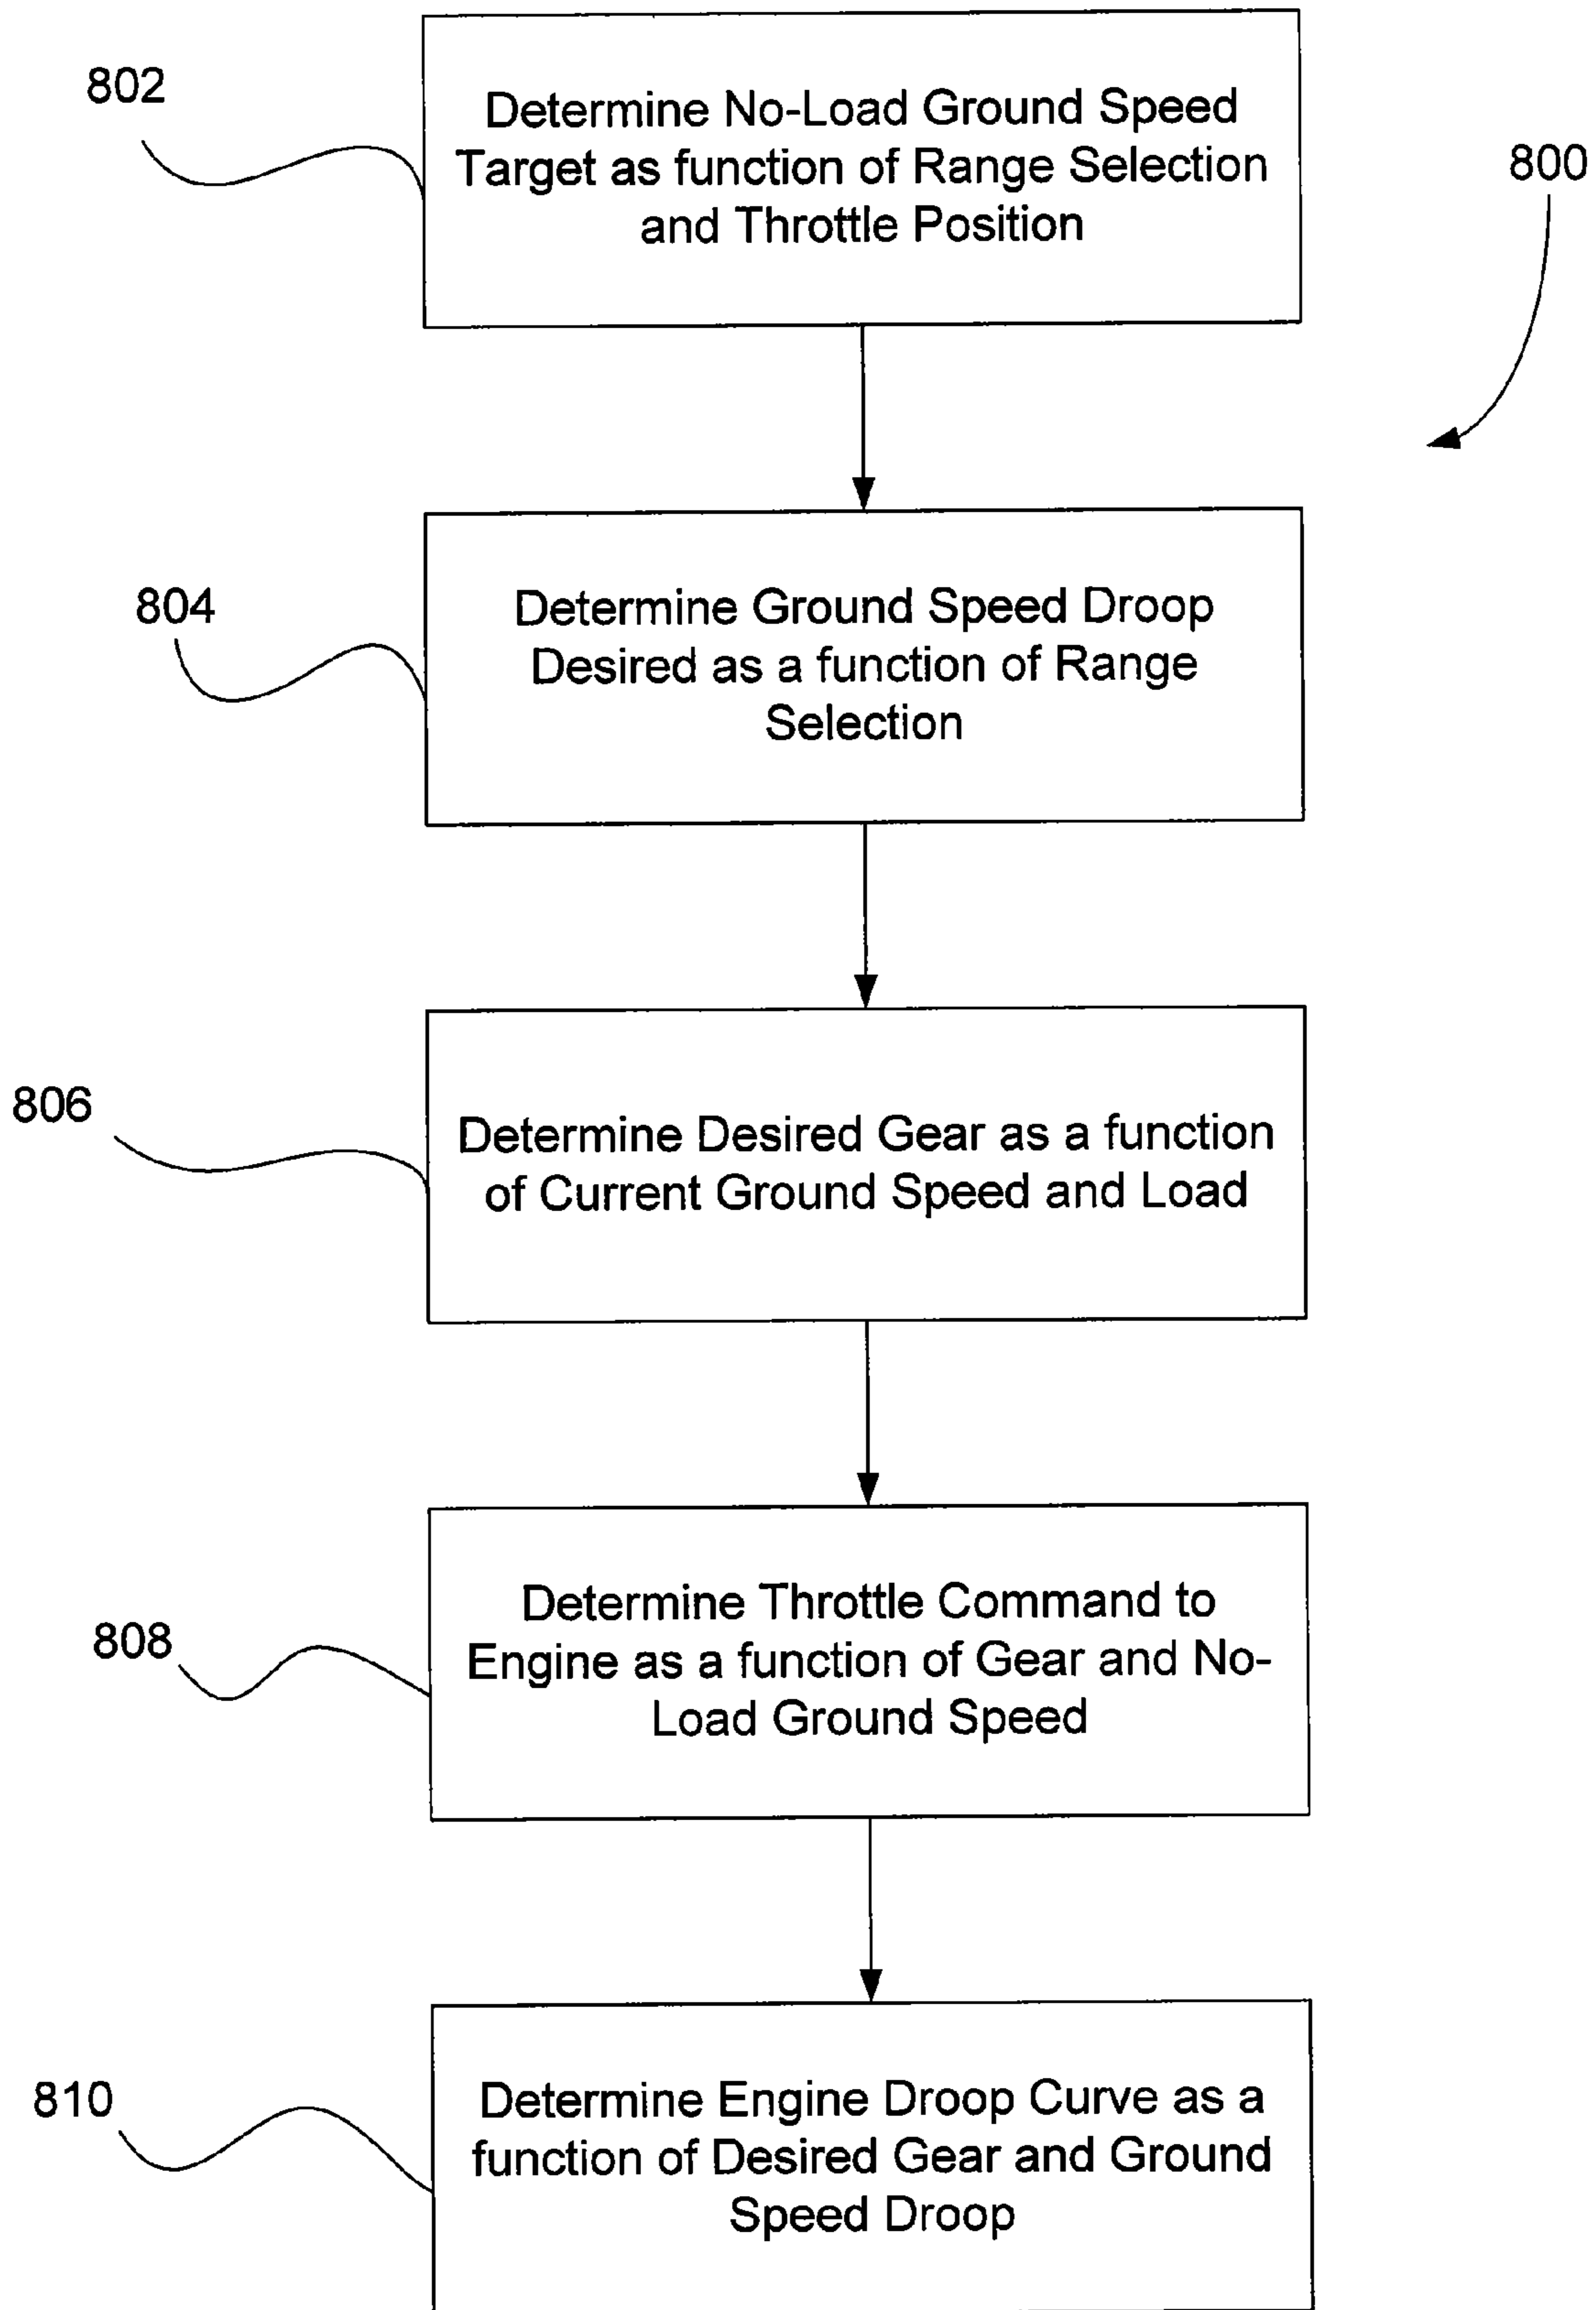 802
Determine No-Load Ground Speed
Target as function of Range Selection
and Throttle Position
800
804
Determine Ground Speed Droop
Desired as a function of Range
Selection
806
Determine Desired Gear as a function
of Current Ground Speed and Load
808
Determine Throttle Command to
Engine as a function of Gear and No-
Load Ground Speed
810
Determine Engine Droop Curve as a
function of Desired Gear and Ground
Speed Droop